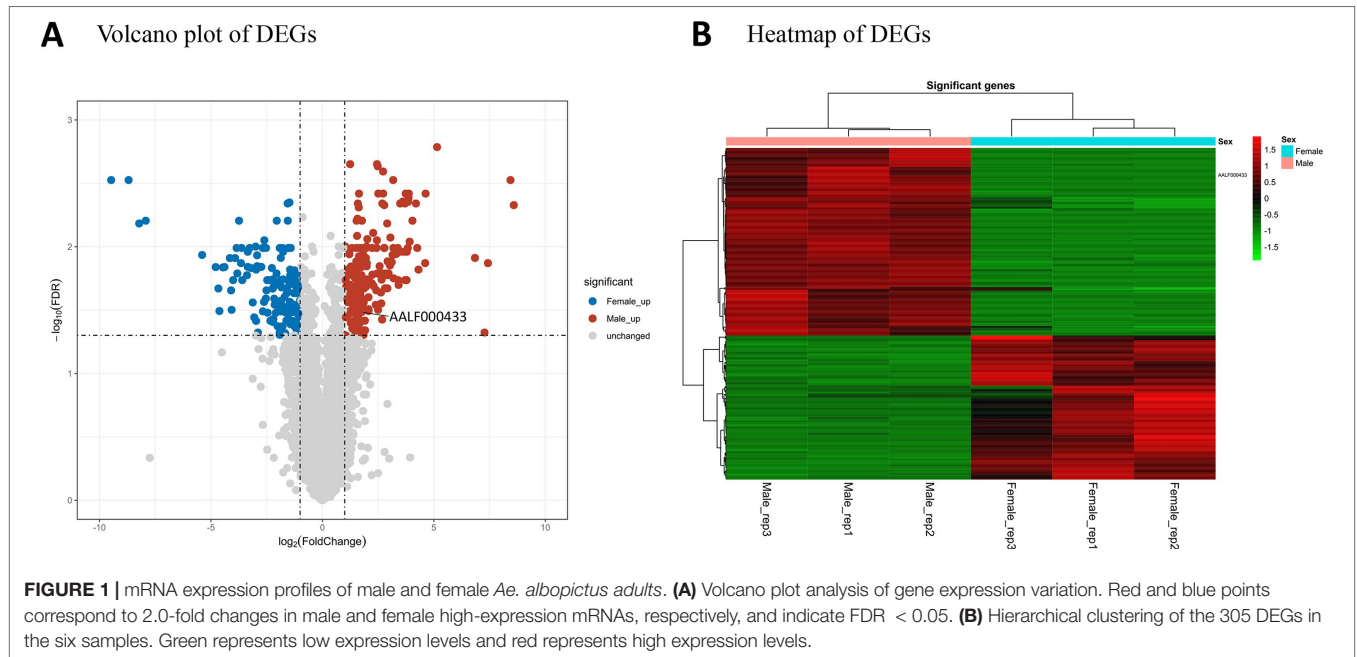 A Volcano plot of DEGs
3
2
1
0
-10
-5
0
5
10
-log10(FDR)
log2(FoldChange)
AALF000433
significant
Female_up
Male_up
unchanged
B Heatmap of DEGs
Significant genes
Sex
AALF000433
1.5
1
0.5
0
-0.5
-1
-1.5
Sex
Female
Male
Male_rep3
Male_rep1
Male_rep2
Female_rep3
Female_rep1
Female_rep2
FIGURE 1 | mRNA expression profiles of male and female Ae. albopictus adults. (A) Volcano plot analysis of gene expression variation. Red and blue points
correspond to 2.0-fold changes in male and female high-expression mRNAs, respectively, and indicate FDR < 0.05. (B) Hierarchical clustering of the 305 DEGs in
the six samples. Green represents low expression levels and red represents high expression levels.